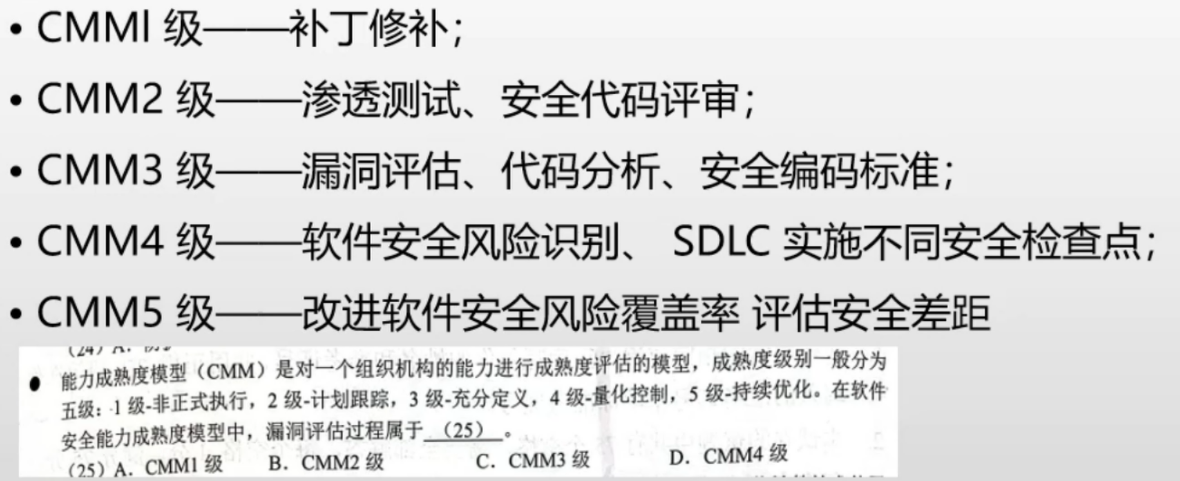 • CMMl 级——补丁修补；
• CMM2 级——渗透测试、安全代码评审；
• CMM3 级——漏洞评估、代码分析、安全编码标准；
• CMM4 级——软件安全风险识别、 SDLC 实施不同安全检查点；
• CMM5 级——改进软件安全风险覆盖率 评估安全差距
(24) A.
● 能力成熟度模型（CMM）是对一个组织机构的能力进行成熟度评估的模型，成熟度级别一般分为
五级：1 级-非正式执行，2 级-计划跟踪，3 级-充分定义，4 级-量化控制，5 级-持续优化。在软件
安全能力成熟度模型中，漏洞评估过程属于 （25） 。
(25) A. CMM1 级 B. CMM2 级 C. CMM3 级 D. CMM4 级